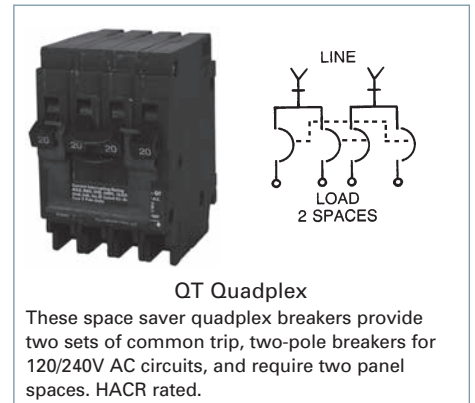 20
20
20
LINE
LOAD
2 SPACES
QT Quadplex
These space saver quadplex breakers provide
two sets of common trip, two-pole breakers for
120/240V AC circuits, and require two panel
spaces. HACR rated.